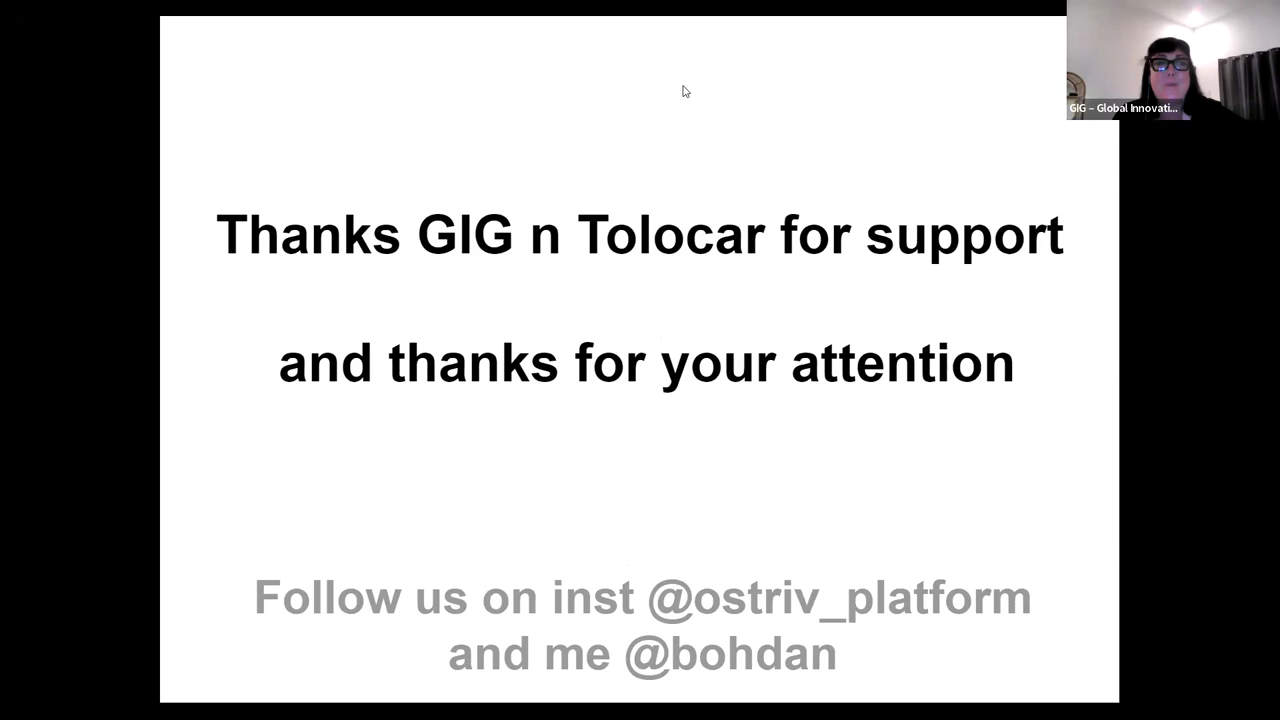 GIG – Global Innovati...
Thanks GIG n Tolocar for support
and thanks for your attention
Follow us on inst @ostriv_platform
and me @bohdan